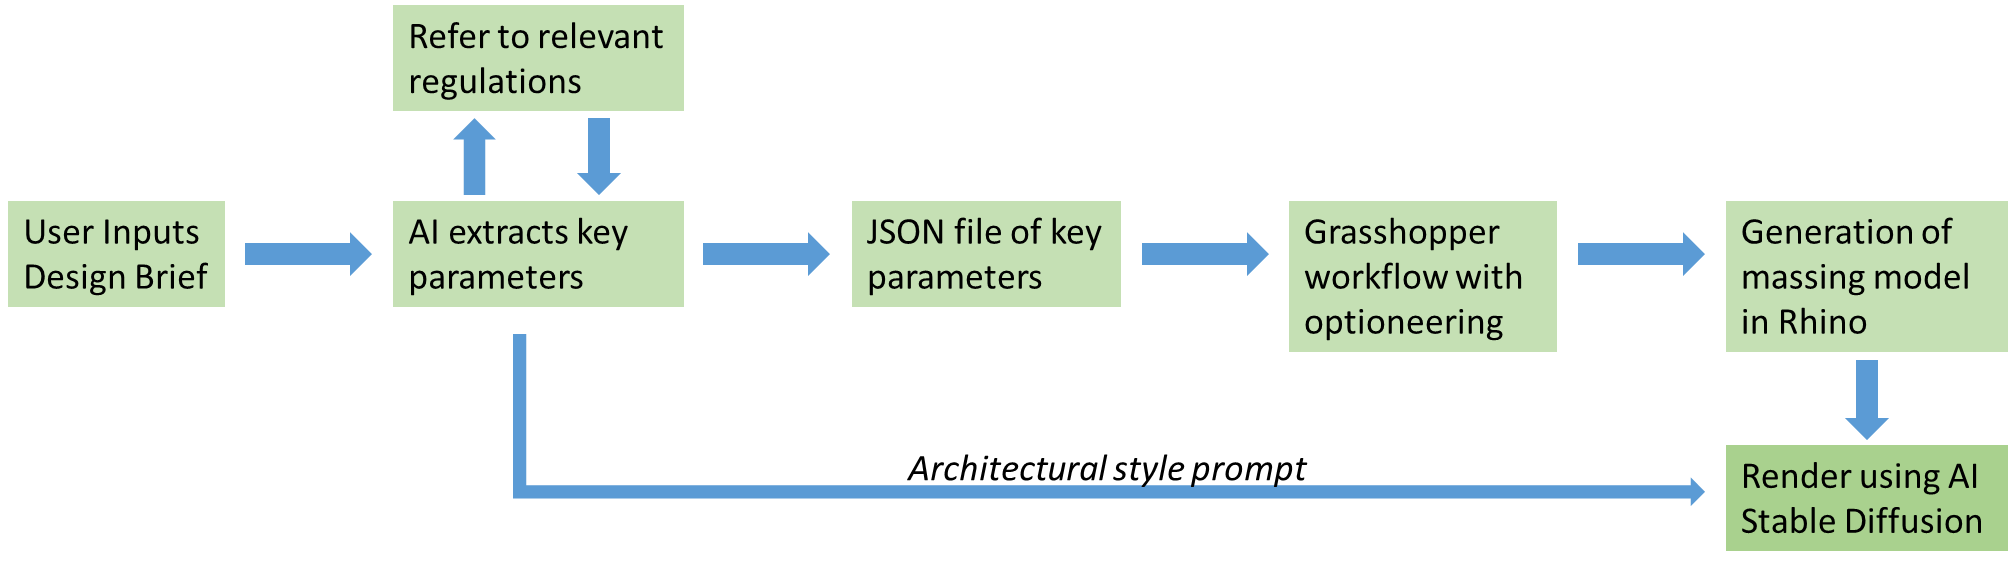 Refer to relevant
regulations
User Inputs
Design Brief
AI extracts key
parameters
JSON file of key
parameters
Grasshopper
workflow with
optioneering
Generation of
massing model
in Rhino
Architectural style prompt
Render using AI
Stable Diffusion